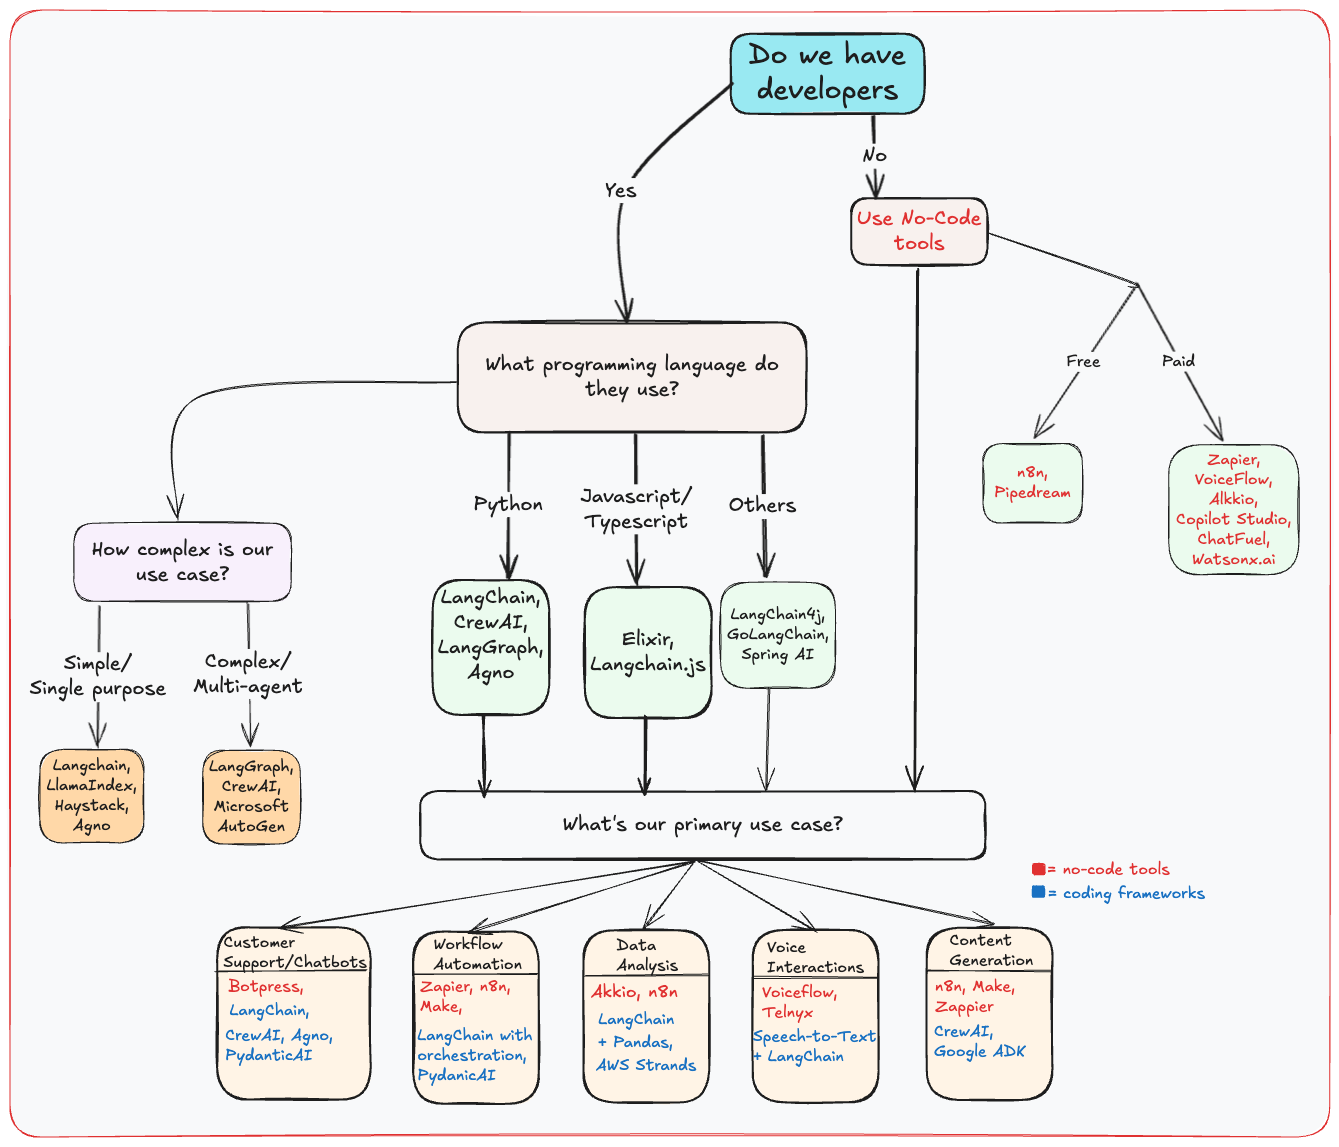 Do we have
developers
Yes
No
Use No-Code
tools
What programming language do
they use?
Free
Paid
n8n,
Pipedream
Zapier,
VoiceFlow,
Alkkio,
Copilot Studio,
ChatFuel,
Watsonx.ai
Python
Javascript/
Typescript
Others
How complex is our
use case?
Simple/
Single purpose
Complex/
Multi-agent
LangChain,
CrewAI,
LangGraph,
Agno
Elixir,
Langchain.js
LangChain4j,
GoLangChain,
Spring AI
Langchain,
LlamaIndex,
Haystack,
Agno
LangGraph,
CrewAI,
Microsoft
AutoGen
What's our primary use case?
= no-code tools
= coding frameworks
Customer
Support/Chatbots
Botpress,
LangChain,
CrewAI, Agno,
PydanticAI
Workflow
Automation
Zapier, n8n,
Make,
LangChain with
orchestration,
PydanicAI
Data
Analysis
Akkio, n8n
LangChain
+ Pandas,
AWS Strands
Voice
Interactions
Voiceflow,
Telnyx
Speech-to-Text
+ LangChain
Content
Generation
n8n, Make,
Zappier
CrewAI,
Google ADK